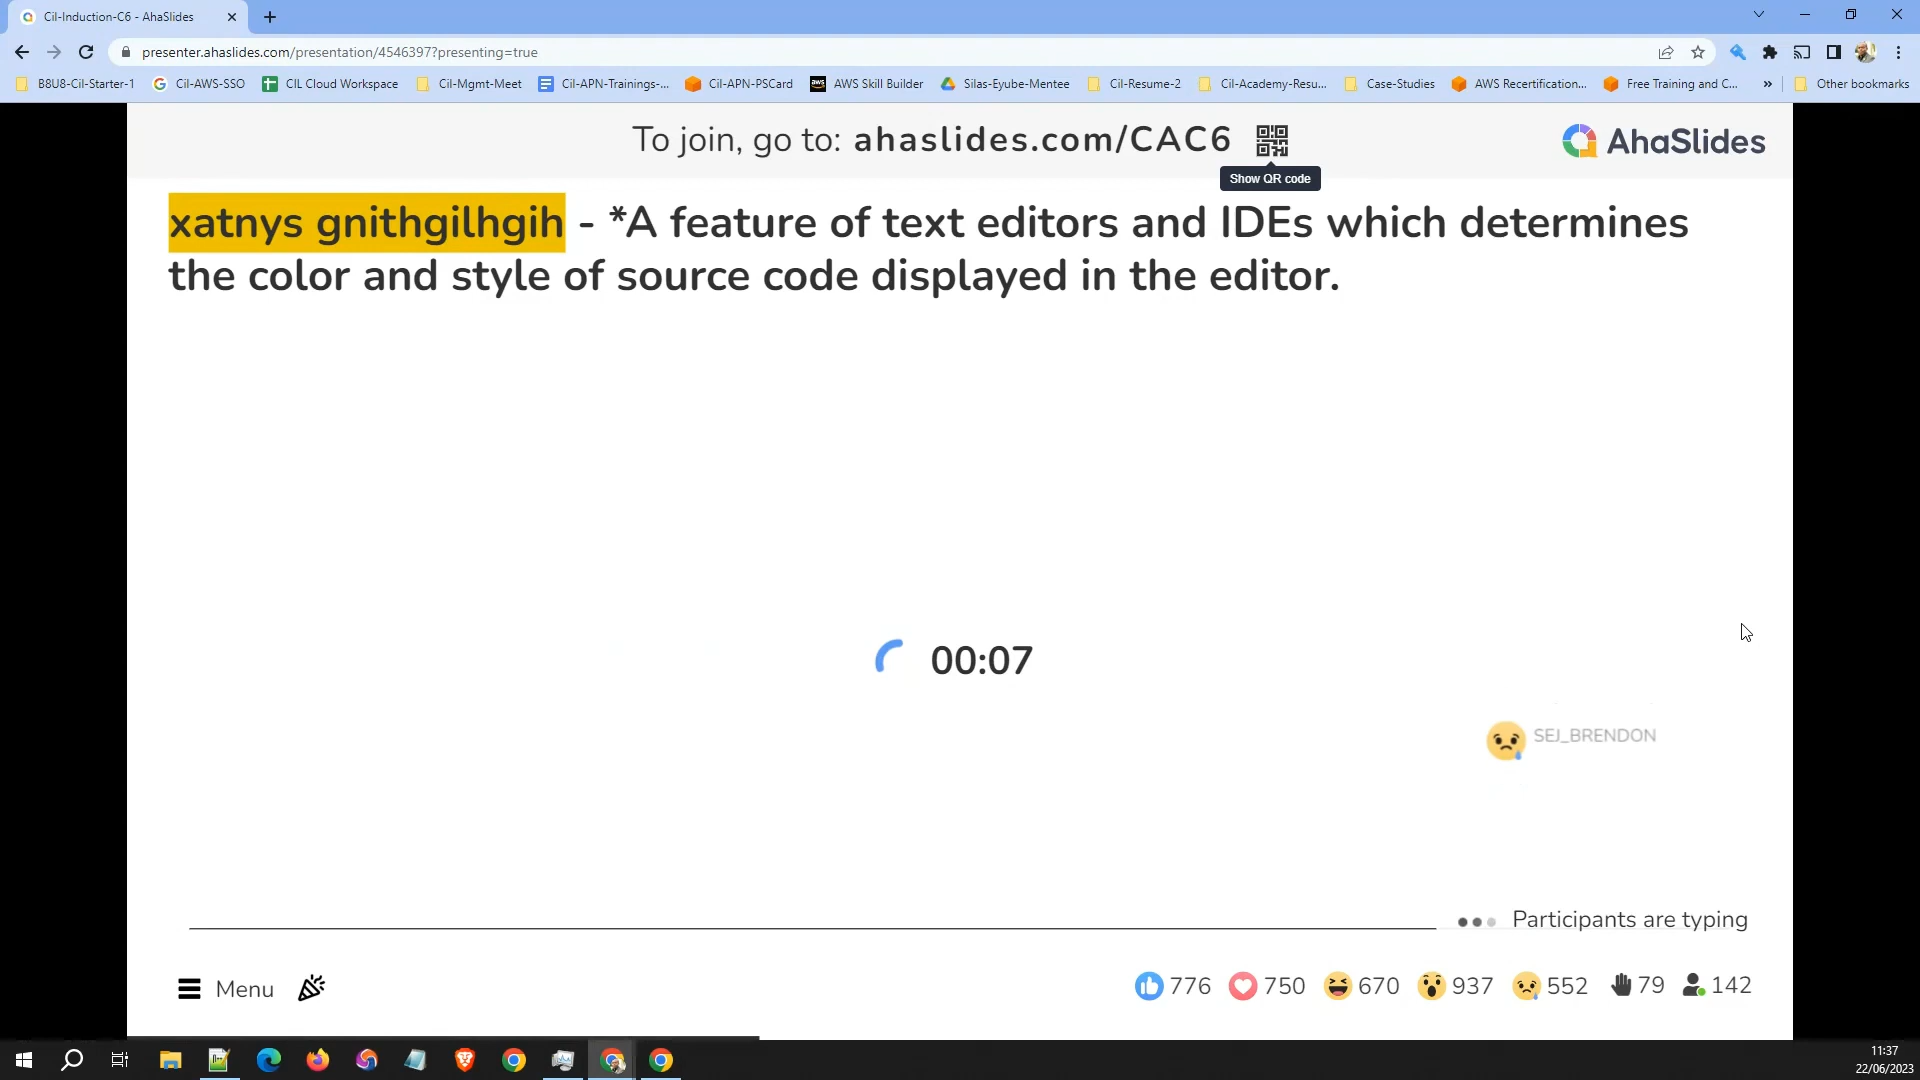 Cil-Induction-C6 - AhaSlides
presenter.ahaslides.com/presentation/4546397?presenting=true
B8U8-Cil-Starter-1 Cil-AWS-SSO CIL Cloud Workspace Cil-Mgmt-Meet Cil-APN-Trainings-... Cil-APN-PSCard aws AWS Skill Builder Silas-Eyube-Mentee Cil-Resume-2 Cil-Academy-Resu... Case-Studies AWS Recertification... Free Training and C... » Other bookmarks
To join, go to: ahaslides.com/CAC6
AhaSlides
Show QR code
xatnys gnithgilhgih - *A feature of text editors and IDEs which determines
the color and style of source code displayed in the editor.
00:07
SEJ_BRENDON
Participants are typing
Menu
776 750 670 937 552 79 142
11:37
22/06/2023